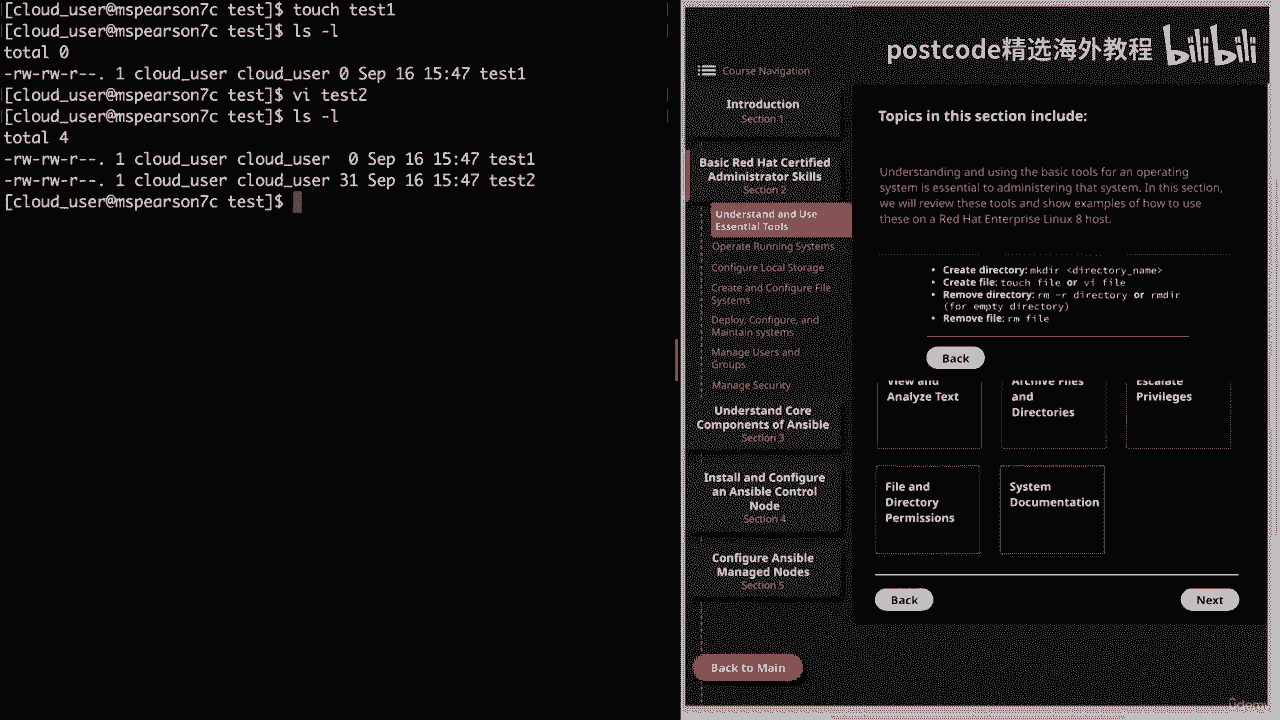 [cloud_user@mspearson7c test]$ touch test1
[cloud_user@mspearson7c test]$ ls -l
total 0
-rw-rw-r--. 1 cloud_user cloud_user 0 Sep 16 15:47 test1
[cloud_user@mspearson7c test]$ vi test2
[cloud_user@mspearson7c test]$ ls -l
total 4
-rw-rw-r--. 1 cloud_user cloud_user  0 Sep 16 15:47 test1
-rw-rw-r--. 1 cloud_user cloud_user 31 Sep 16 15:47 test2
[cloud_user@mspearson7c test]$
postcode精选海外教程 bilibili
Course Navigation
Introduction
Section 1
Basic Red Hat Certified
Administrator Skills
Section 2
Understand and Use
Essential Tools
Operate Running Systems
Configure Local Storage
Create and Configure File
Systems
Deploy, Configure, and
Maintain systems
Manage Users and
Groups
Manage Security
Understand Core
Components of Ansible
Section 3
Install and Configure
an Ansible Control
Node
Section 4
Configure Ansible
Managed Nodes
Section 5
Back to Main
Topics in this section include:
Understanding and using the basic tools for an operating
system is essential to administering that system. In this section,
we will review these tools and show examples of how to use
these on a Red Hat Enterprise Linux 8 host.
• Create directory: mkdir <directory_name>
• Create file: touch file or vi file
• Remove directory: rm -r directory or rmdir
(for empty directory)
• Remove file: rm file
Back
View and
Analyze Text
Archive Files
and
Directories
Escalate
Privileges
File and
Directory
Permissions
System
Documentation
Back
Next
Udemy